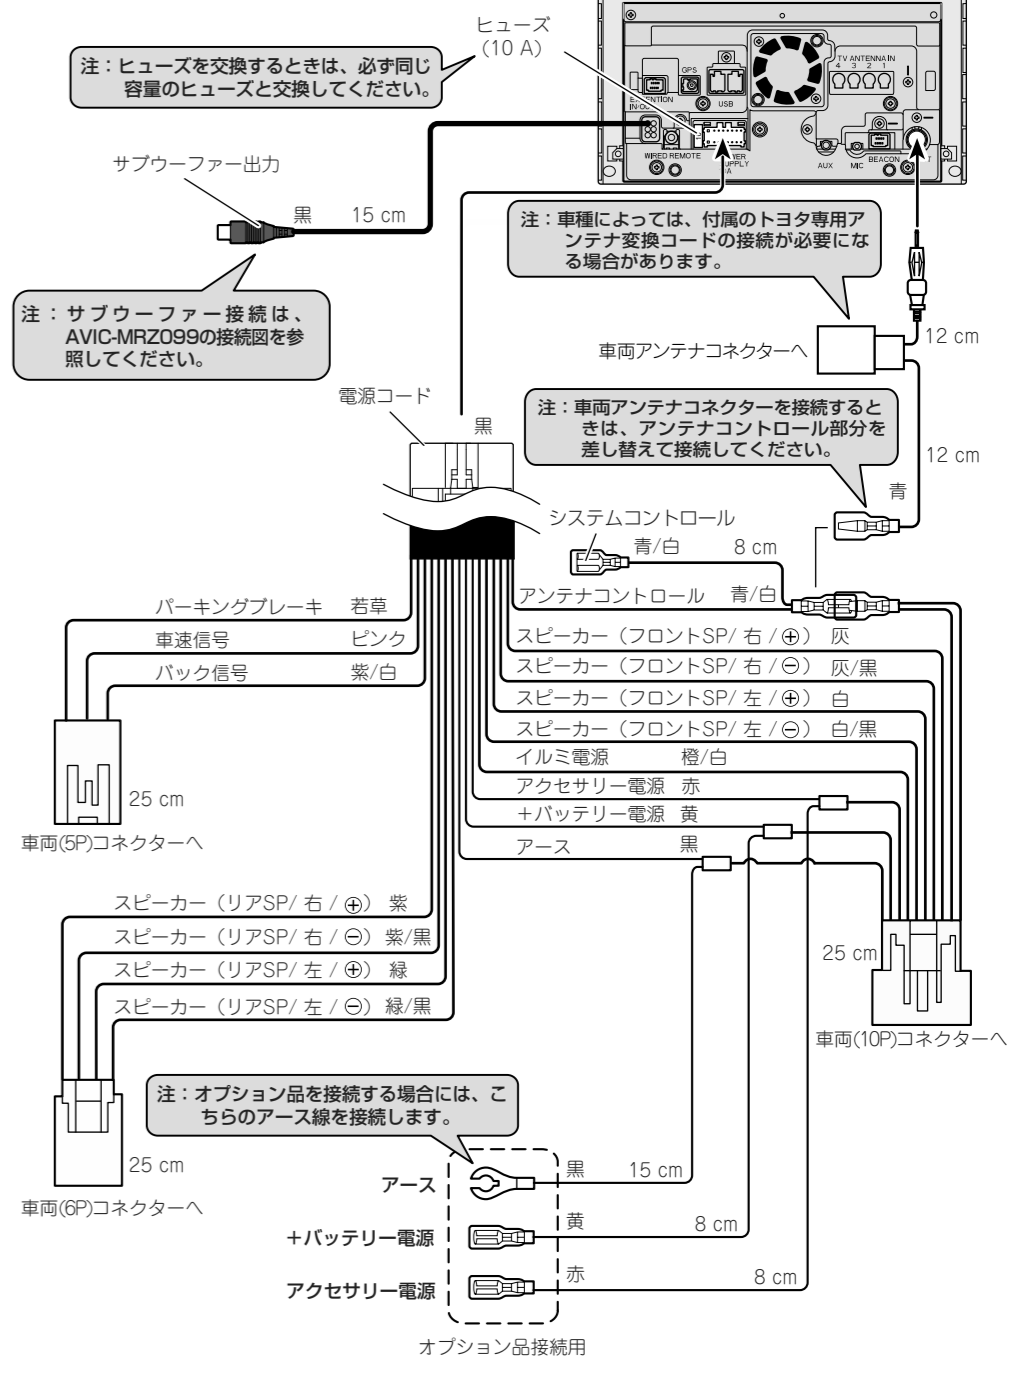 ヒューズ
(10 A)
注：ヒューズを交換するときは、必ず同じ
容量のヒューズと交換してください。
GPS
USB
TV ANTENNA IN
4 3 2 1
WIRED REMOTE
AUX
MIC
BEACON
サブウーファー出力
黒 15 cm
注：サブウーファー接続は、
AVIC-MRZ099の接続図を参
照してください。
注：車種によっては、付属のトヨタ専用ア
ンテナ変換コードの接続が必要にな
る場合があります。
車両アンテナコネクターへ
12 cm
電源コード
黒
注：車両アンテナコネクターを接続すると
きは、アンテナコントロール部分を
差し替えて接続してください。
12 cm
青
システムコントロール
青/白 8 cm
アンテナコントロール 青/白
パーキングブレーキ 若草
車速信号 ピンク
バック信号 紫/白
スピーカー（フロントSP/ 右 /⊕） 灰
スピーカー（フロントSP/ 右 /⊖） 灰/黒
スピーカー（フロントSP/ 左 /⊕） 白
スピーカー（フロントSP/ 左 /⊖） 白/黒
イルミ電源 橙/白
アクセサリー電源 赤
＋バッテリー電源 黄
アース 黒
25 cm
車両(5P)コネクターへ
スピーカー（リアSP/ 右 /⊕） 紫
スピーカー（リアSP/ 右 /⊖） 紫/黒
スピーカー（リアSP/ 左 /⊕） 緑
スピーカー（リアSP/ 左 /⊖） 緑/黒
25 cm
車両(10P)コネクターへ
注：オプション品を接続する場合には、こ
ちらのアース線を接続します。
25 cm
車両(6P)コネクターへ
アース
黒 15 cm
＋バッテリー電源
黄 8 cm
アクセサリー電源
赤 8 cm
オプション品接続用